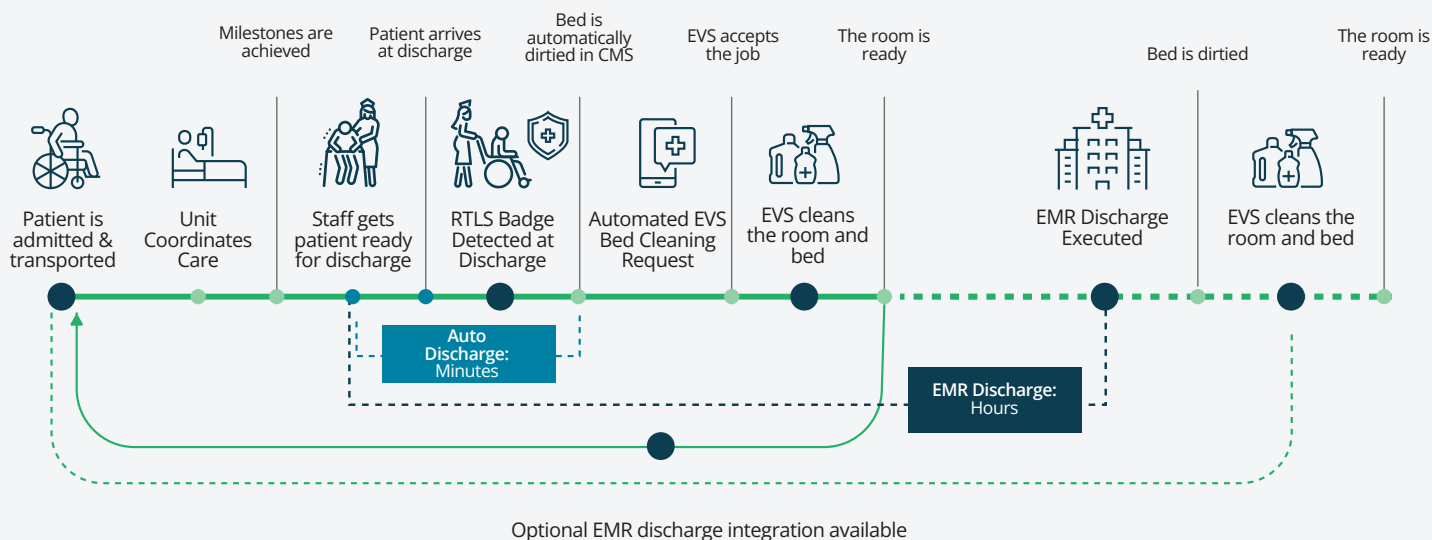 Milestones are
achieved
Patient arrives
at discharge
Bed is
automatically
dirtied in CMS
EVS accepts
the job
The room is
ready
Bed is dirtied
The room is
ready
Patient is
admitted &
transported
Unit
Coordinates
Care
Staff gets
patient ready
for discharge
RTLS Badge
Detected at
Discharge
Automated EVS
Bed Cleaning
Request
EVS cleans
the room and
bed
EMR Discharge
Executed
EVS cleans the
room and bed
Auto
Discharge:
Minutes
EMR Discharge:
Hours
Optional EMR discharge integration available